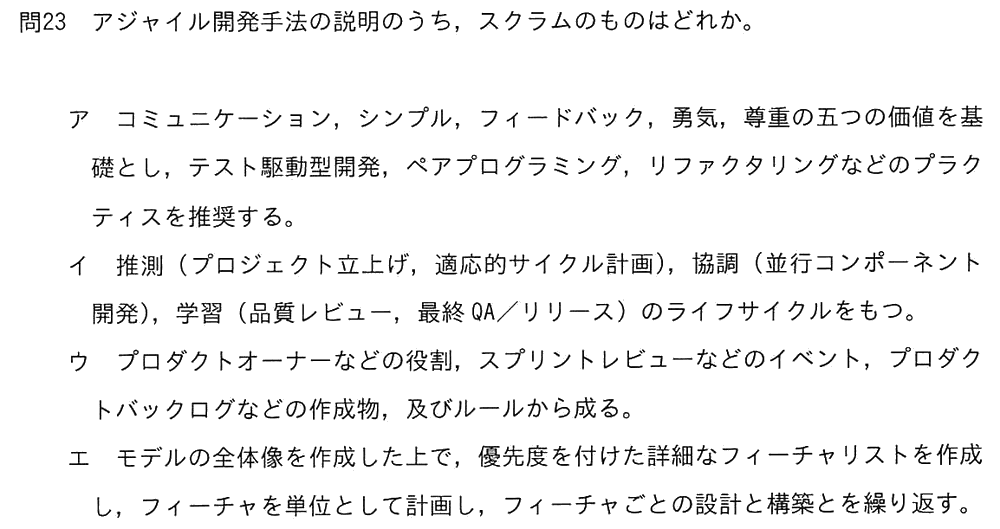 問23 アジャイル開発手法の説明のうち，スクラムのものはどれか。
ア コミュニケーション，シンプル，フィードバック，勇気，尊重の五つの価値を基
礎とし，テスト駆動型開発，ペアプログラミング，リファクタリングなどのプラク
ティスを推奨する。
イ 推測（プロジェクト立上げ，適応的サイクル計画），協調（並行コンポーネント
開発），学習（品質レビュー，最終QA／リリース）のライフサイクルをもつ。
ウ プロダクトオーナーなどの役割，スプリントレビューなどのイベント，プロダク
トバックログなどの作成物，及びルールから成る。
エ モデルの全体像を作成した上で，優先度を付けた詳細なフィーチャリストを作成
し，フィーチャを単位として計画し，フィーチャごとの設計と構築とを繰り返す。